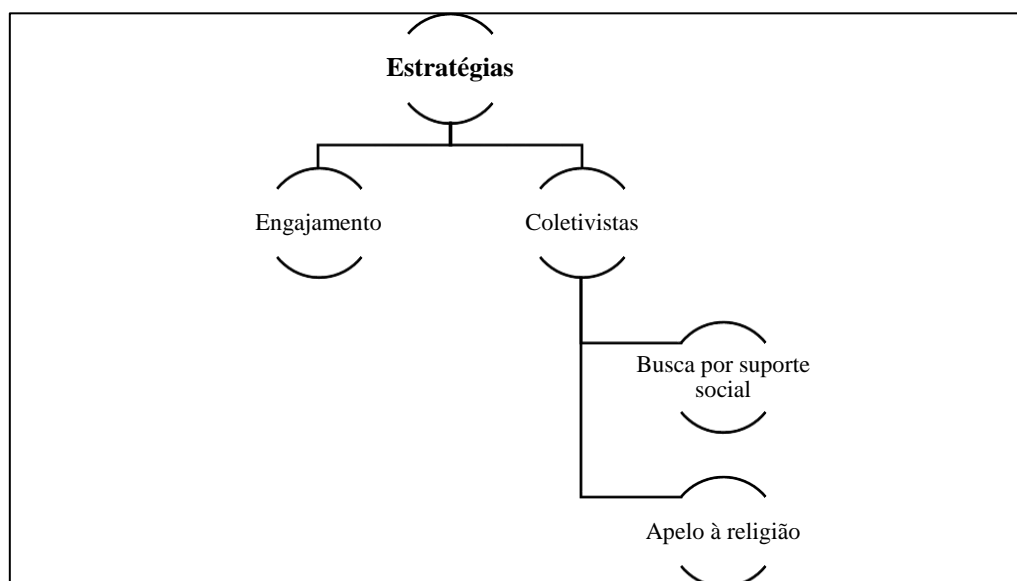 Estratégias
Engajamento
Coletivistas
Busca por suporte
social
Apelo à religião